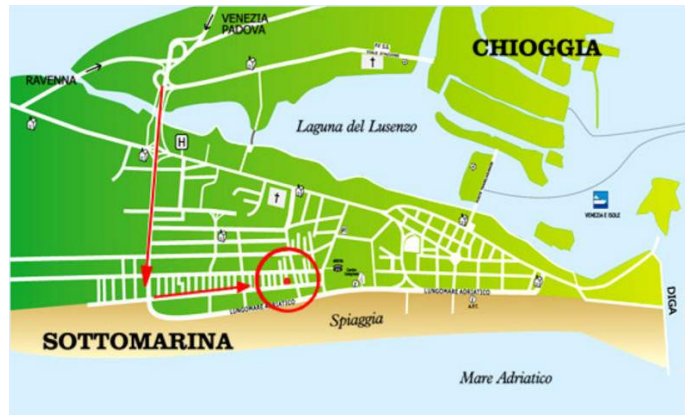 VENEZIA
PADOVA
CHIOGGIA
RAVENNA
Laguna del Lusenzo
H
VENEZIA E ISOLE
LUNGOMARE ADRIATICO
LUNGOMARE ADRIATICO
DIGA
Spiaggia
SOTTOMARINA
Mare Adriatico